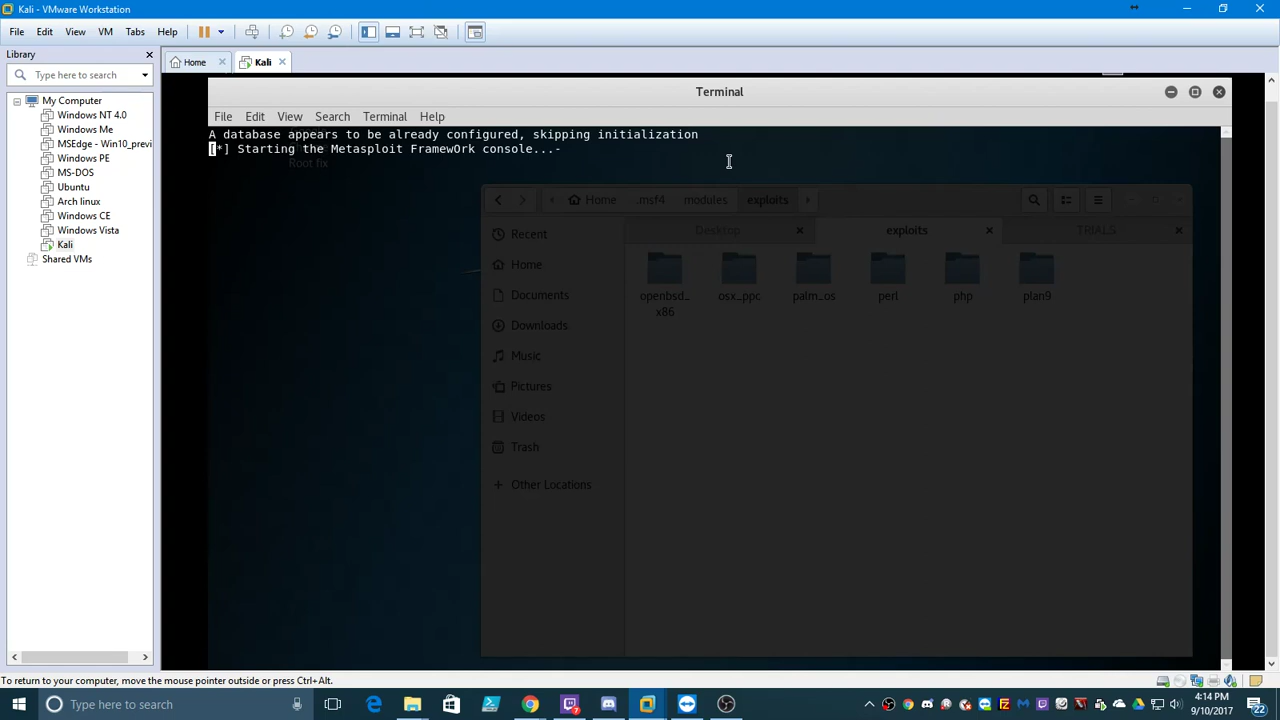 Kali - VMware Workstation
File Edit View VM Tabs Help
Library
Type here to search
Home
Kali
My Computer
Windows NT 4.0
Windows Me
MSEdge - Win10_previ
Windows PE
MS-DOS
Ubuntu
Arch linux
Windows CE
Windows Vista
Kali
Shared VMs
Terminal
File Edit View Search Terminal Help
A database appears to be already configured, skipping initialization
[*] Starting the Metasploit FramewOrk console...-
Root fix
Home .msf4 modules exploits
Desktop exploits TRIALS
Recent
Home
Documents
Downloads
Music
Pictures
Videos
Trash
+ Other Locations
openbsd_
x86
osx_ppc
palm_os
perl
php
plan9
To return to your computer, move the mouse pointer outside or press Ctrl+Alt.
Type here to search
4:14 PM
9/10/2017
22